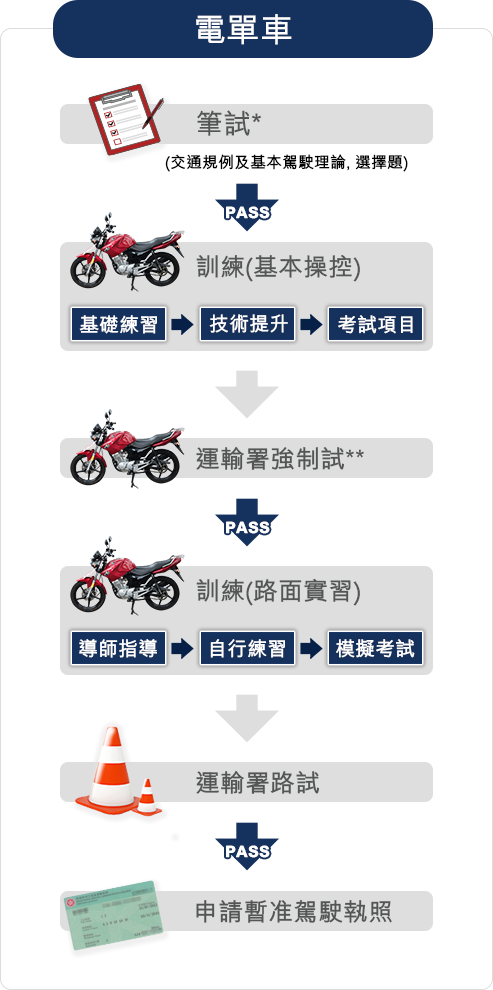 電單車
筆試*
(交通規例及基本駕駛理論, 選擇題)
PASS
訓練(基本操控)
基礎練習
技術提升
考試項目
運輸署強制試**
PASS
訓練(路面實習)
導師指導
自行練習
模擬考試
運輸署路試
PASS
申請暫准駕駛執照